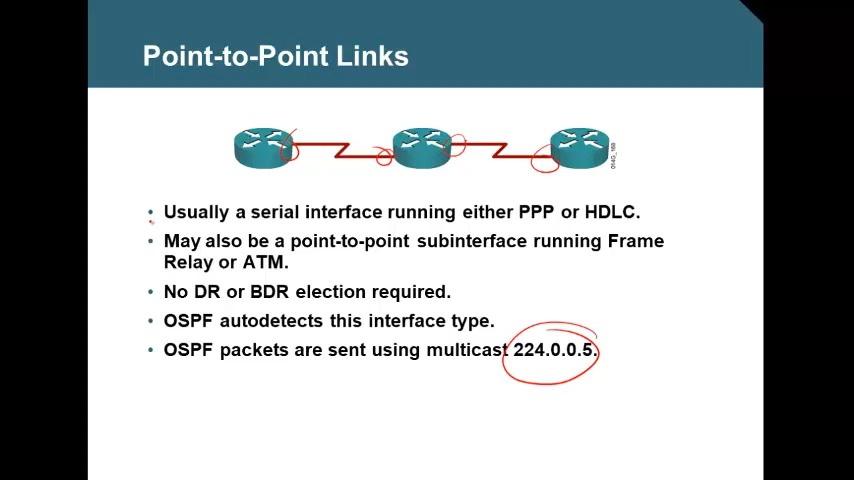 Point-to-Point Links
• Usually a serial interface running either PPP or HDLC.
• May also be a point-to-point subinterface running Frame
Relay or ATM.
• No DR or BDR election required.
• OSPF autodetects this interface type.
• OSPF packets are sent using multicast 224.0.0.5.